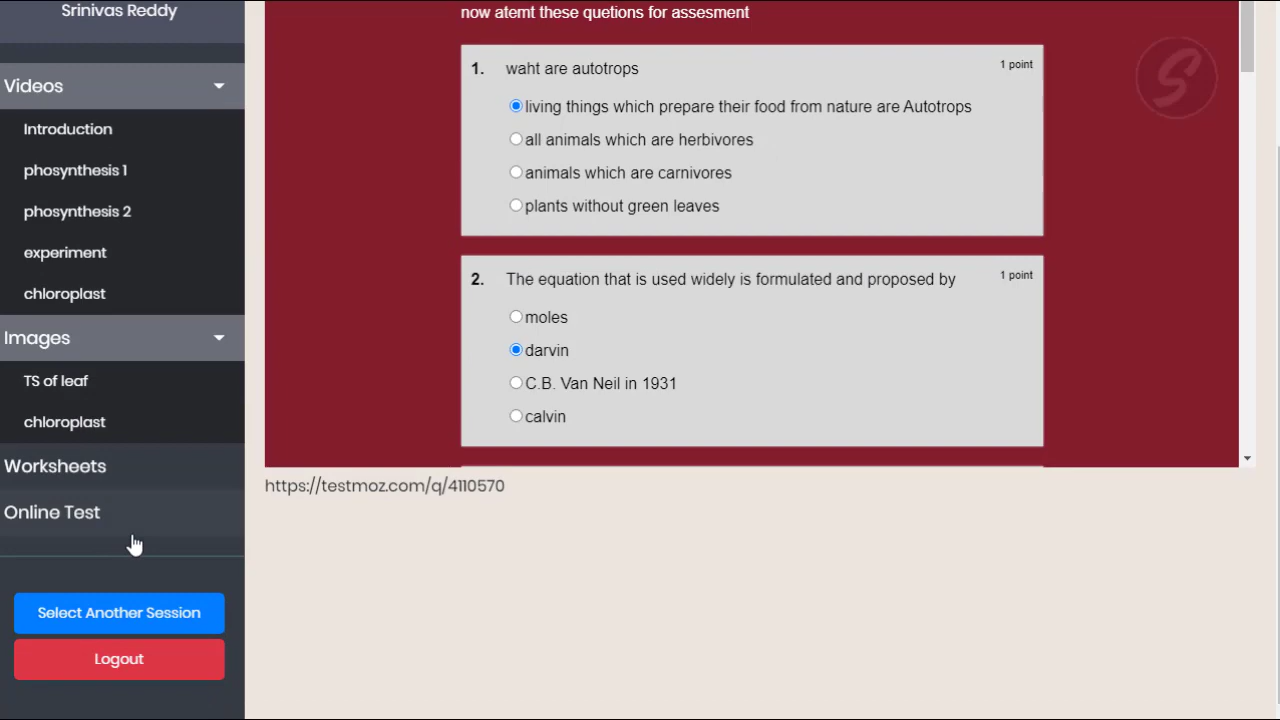 Srinivas Reddy
Videos
Introduction
phosynthesis 1
phosynthesis 2
experiment
chloroplast
Images
TS of leaf
chloroplast
Worksheets
Online Test
Select Another Session
Logout
now atemt these quetions for assesment
1. waht are autotrops 1 point
living things which prepare their food from nature are Autotrops
all animals which are herbivores
animals which are carnivores
plants without green leaves
2. The equation that is used widely is formulated and proposed by 1 point
moles
darvin
C.B. Van Neil in 1931
calvin
https://testmoz.com/q/4110570
S